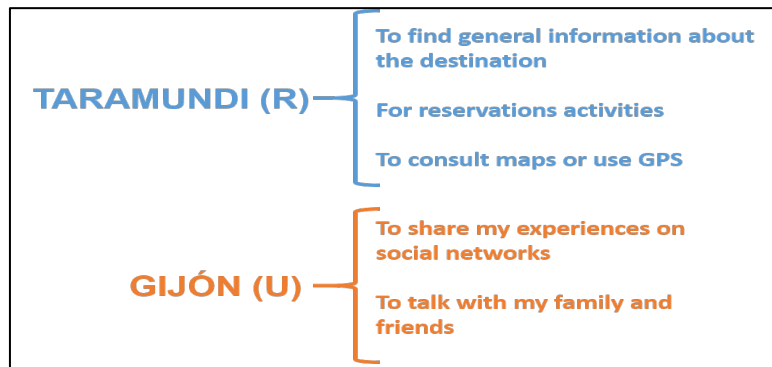 TARAMUNDI (R)
To find general information about
the destination
For reservations activities
To consult maps or use GPS
GIJÓN (U)
To share my experiences on
social networks
To talk with my family and
friends